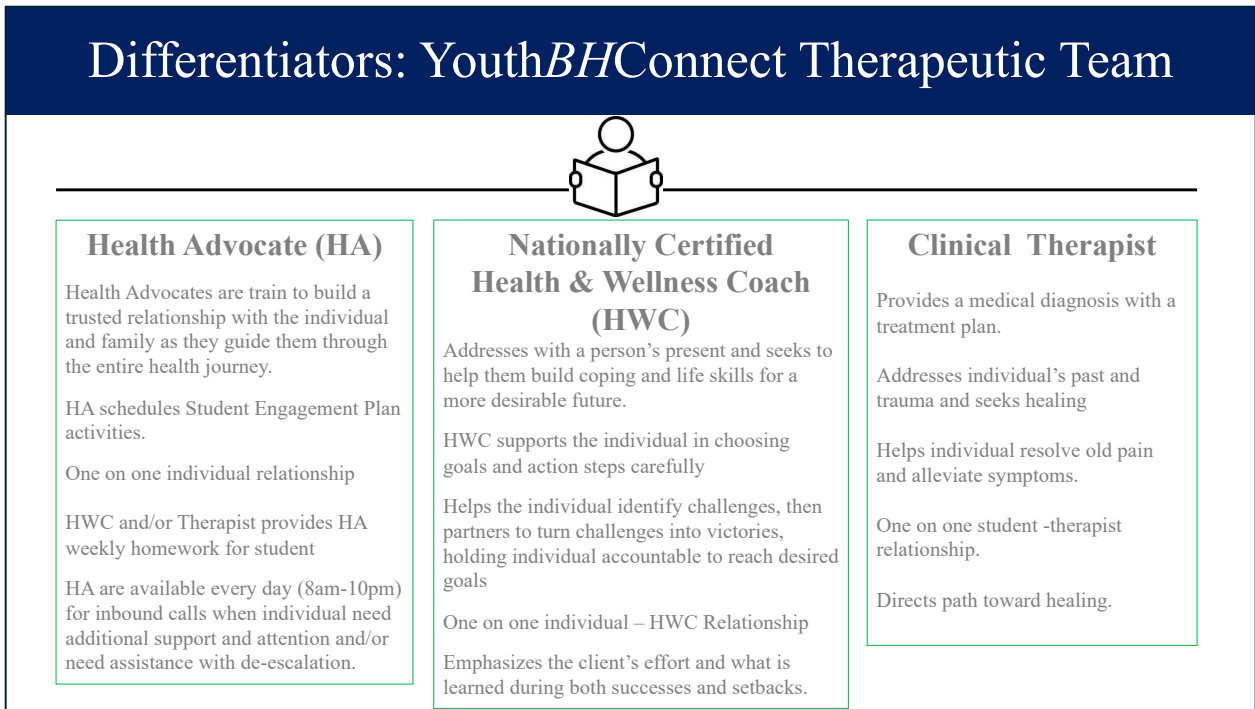 Differentiators: YouthBHConnect Therapeutic Team
Health Advocate (HA)
Health Advocates are train to build a
trusted relationship with the individual
and family as they guide them through
the entire health journey.
HA schedules Student Engagement Plan
activities.
One on one individual relationship
HWC and/or Therapist provides HA
weekly homework for student
HA are available every day (8am-10pm)
for inbound calls when individual need
additional support and attention and/or
need assistance with de-escalation.
Nationally Certified
Health & Wellness Coach
(HWC)
Addresses with a person’s present and seeks to
help them build coping and life skills for a
more desirable future.
HWC supports the individual in choosing
goals and action steps carefully
Helps the individual identify challenges, then
partners to turn challenges into victories,
holding individual accountable to reach desired
goals
One on one individual – HWC Relationship
Emphasizes the client’s effort and what is
learned during both successes and setbacks.
Clinical  Therapist
Provides a medical diagnosis with a
treatment plan.
Addresses individual’s past and
trauma and seeks healing
Helps individual resolve old pain
and alleviate symptoms.
One on one student -therapist
relationship.
Directs path toward healing.